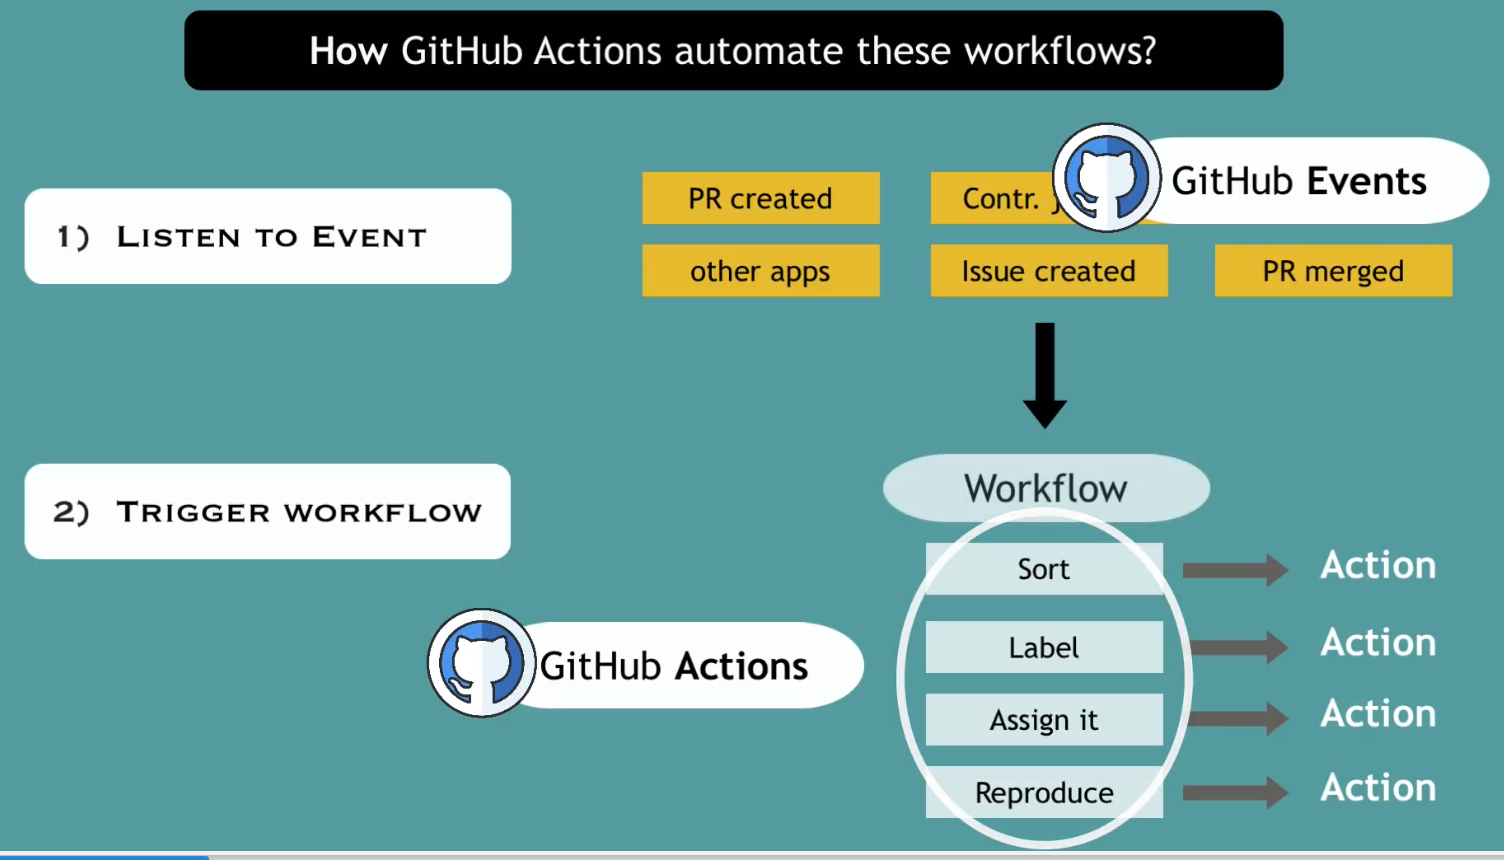 How GitHub Actions automate these workflows?
GitHub Events
PR created
Contr.
1) LISTEN TO EVENT
other apps
Issue created
PR merged
Workflow
2) TRIGGER WORKFLOW
Sort
Action
Label
Action
GitHub Actions
Assign it
Action
Reproduce
Action